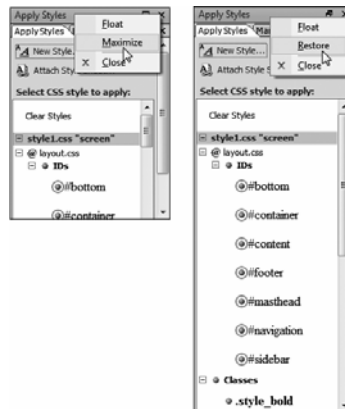 Apply Styles
Float
Apply Styles
Maximize
New Style...
X Close
Attach Sty
Select CSS style to apply:
Clear Styles
style1.css "screen"
@ layout.css
IDs
#bottom
#container
Apply Styles
Float
Apply Styles Ma
Restore
New Style...
X Close
Attach Style S
Select CSS style to apply:
Clear Styles
style1.css "screen"
@ layout.css
IDs
#bottom
#container
#content
#footer
#masthead
#navigation
#sidebar
Classes
.style_bold